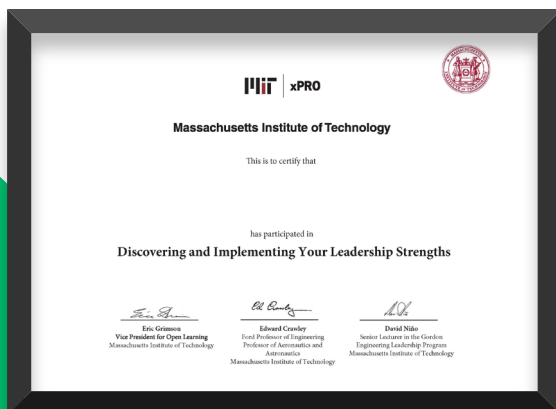 MIT xPRO
Massachusetts Institute of Technology
This is to certify that
has participated in
Discovering and Implementing Your Leadership Strengths
Eric Grimson
Vice President for Open Learning
Massachusetts Institute of Technology
Edward Crawley
Ford Professor of Engineering
Professor of Aeronautics and
Astronautics
Massachusetts Institute of Technology
David Niño
Senior Lecturer in the Gordon
Engineering Leadership Program
Massachusetts Institute of Technology